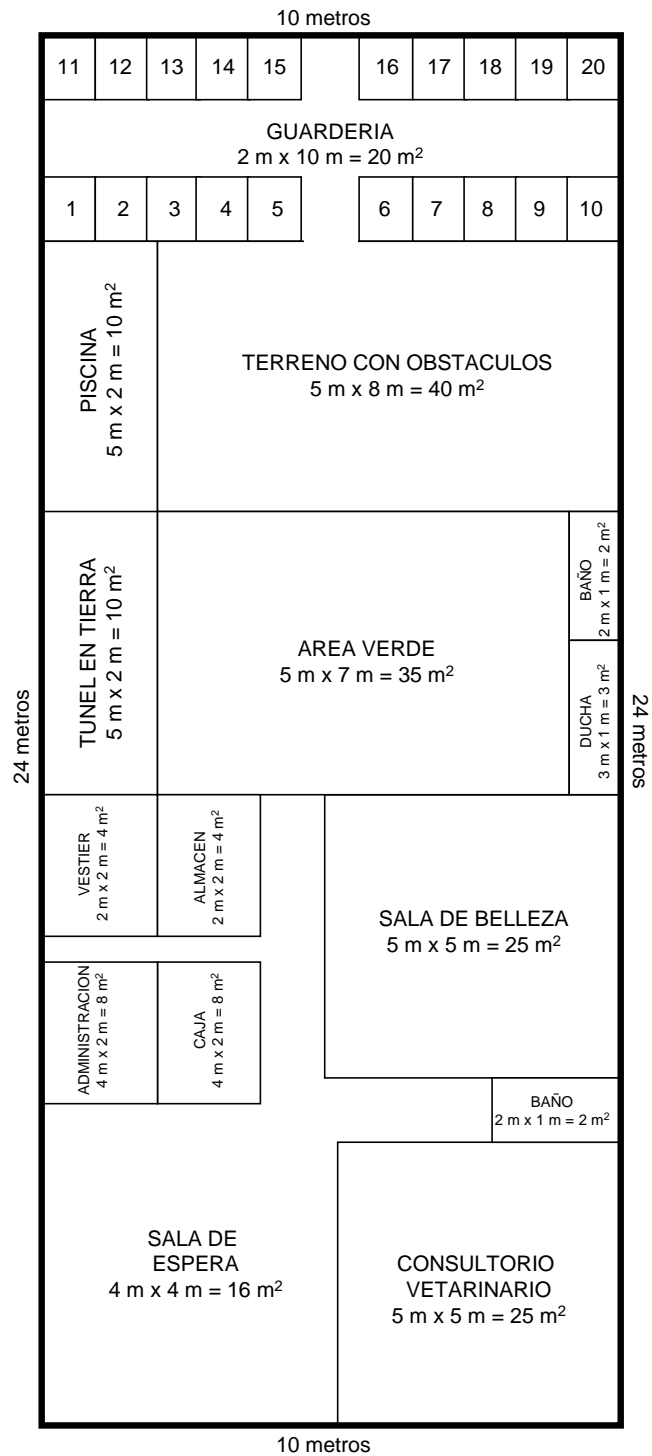 10 metros
11 12 13 14 15 16 17 18 19 20
GUARDERIA
2 m x 10 m = 20 m²
1 2 3 4 5 6 7 8 9 10
PISCINA
5 m x 2 m = 10 m²
TERRENO CON OBSTACULOS
5 m x 8 m = 40 m²
TUNEL EN TIERRA
5 m x 2 m = 10 m²
AREA VERDE
5 m x 7 m = 35 m²
BAÑO
2 m x 1 m = 2 m²
DUCHA
3 m x 1 m = 3 m²
24 metros
24 metros
VESTIER
2 m x 2 m = 4 m²
ALMACEN
2 m x 2 m = 4 m²
SALA DE BELLEZA
5 m x 5 m = 25 m²
ADMINISTRACION
4 m x 2 m = 8 m²
CAJA
4 m x 2 m = 8 m²
BAÑO
2 m x 1 m = 2 m²
SALA DE
ESPERA
4 m x 4 m = 16 m²
CONSULTORIO
VETARINARIO
5 m x 5 m = 25 m²
10 metros